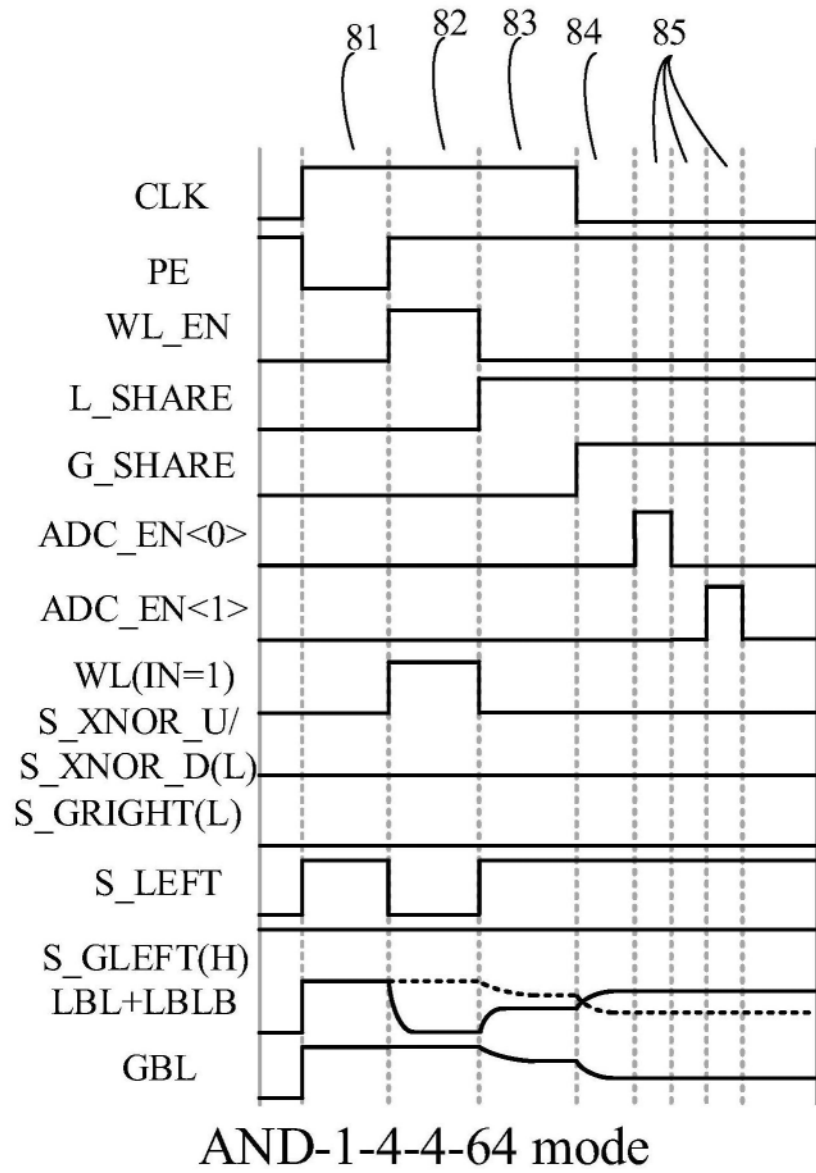 81 82 83 84 85
CLK
PE
WL_EN
L_SHARE
G_SHARE
ADC_EN<0>
ADC_EN<1>
WL(IN=1)
S_XNOR_U/
S_XNOR_D(L)
S_GRIGHT(L)
S_LEFT
S_GLEFT(H)
LBL+LBLB
GBL
AND-1-4-4-64 mode